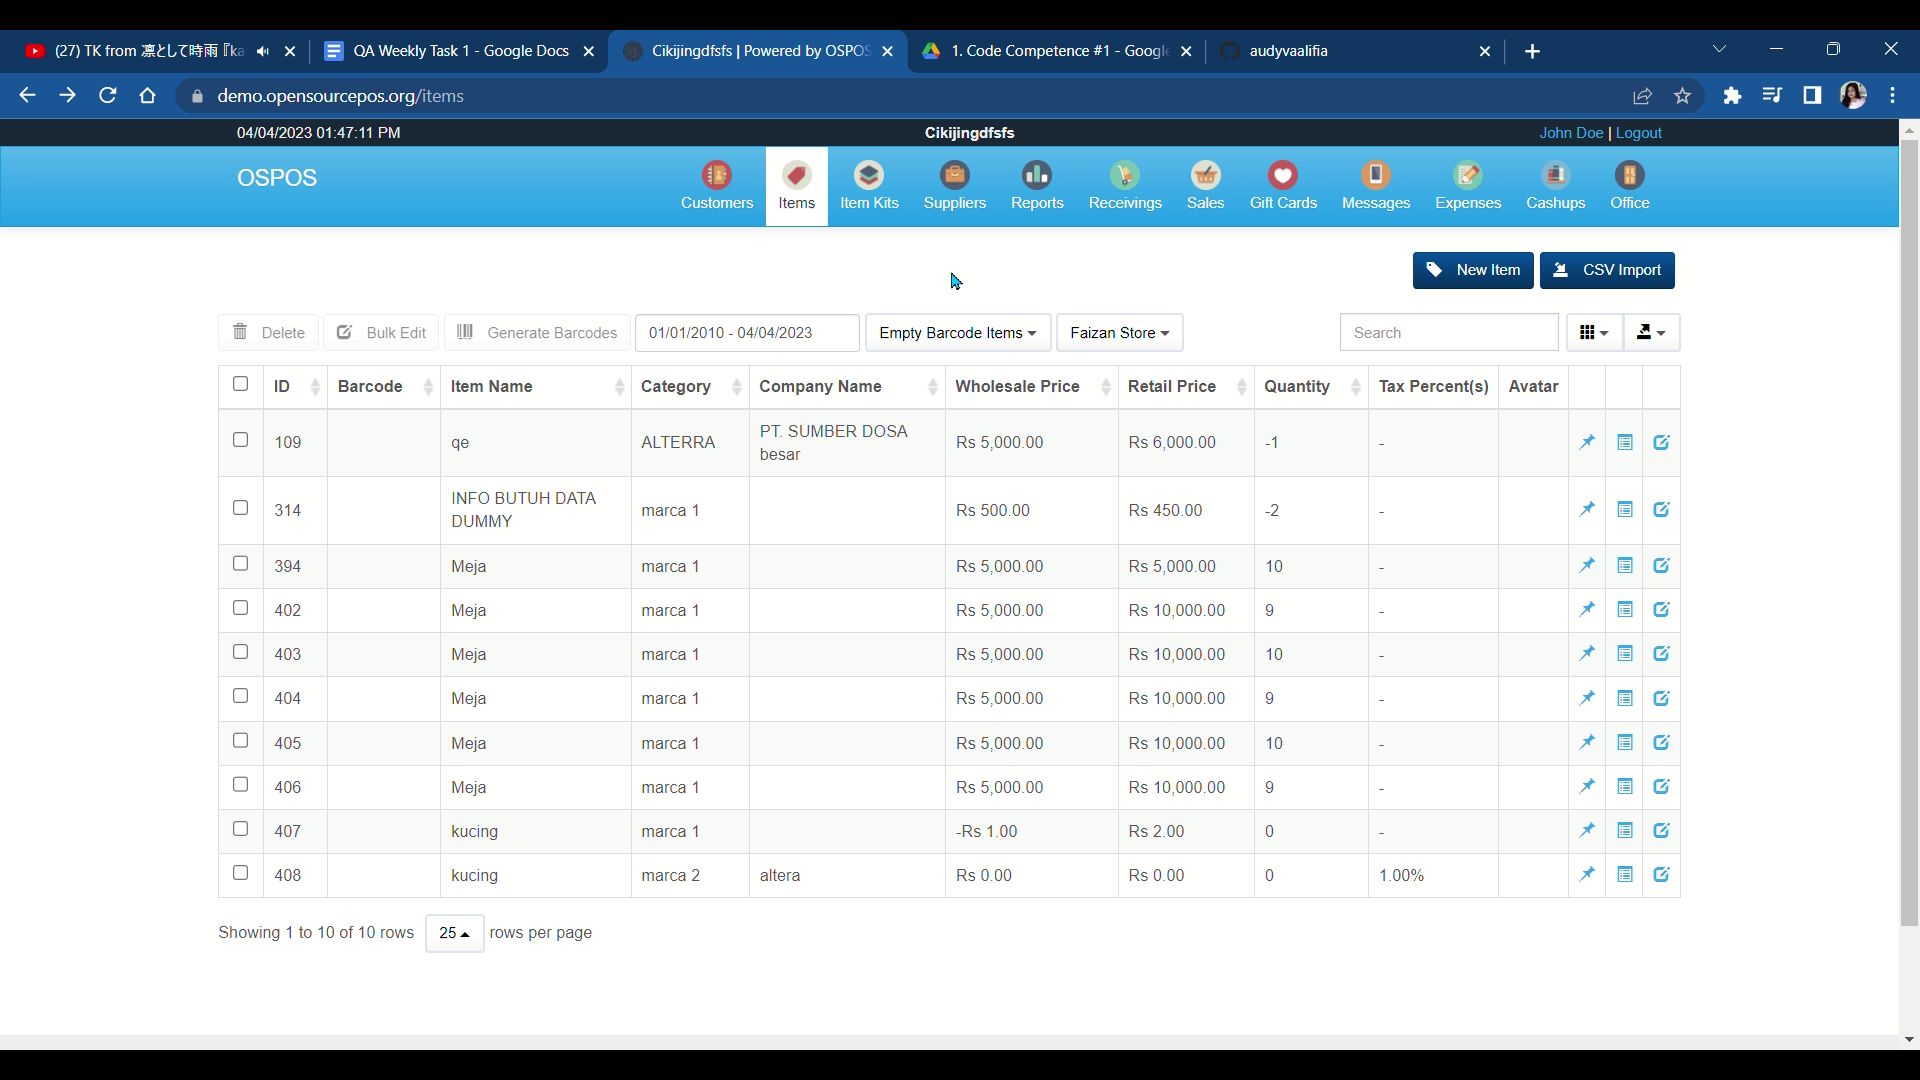 (27) TK from 凛として時雨『ka
QA Weekly Task 1 - Google Docs
Cikijingdfsfs | Powered by OSPOS
1. Code Competence #1 - Google
audyvaalifia
demo.opensourcepos.org/items
04/04/2023 01:47:11 PM
Cikijingdfsfs
John Doe | Logout
OSPOS
Customers Items Item Kits Suppliers Reports Receivings Sales Gift Cards Messages Expenses Cashups Office
New Item CSV Import
Delete Bulk Edit Generate Barcodes 01/01/2010 - 04/04/2023 Empty Barcode Items Faizan Store Search
ID Barcode Item Name Category Company Name Wholesale Price Retail Price Quantity Tax Percent(s) Avatar
109 qe ALTERRA PT. SUMBER DOSA
besar Rs 5,000.00 Rs 6,000.00 -1 -
314 INFO BUTUH DATA
DUMMY marca 1 Rs 500.00 Rs 450.00 -2 -
394 Meja marca 1 Rs 5,000.00 Rs 5,000.00 10 -
402 Meja marca 1 Rs 5,000.00 Rs 10,000.00 9 -
403 Meja marca 1 Rs 5,000.00 Rs 10,000.00 10 -
404 Meja marca 1 Rs 5,000.00 Rs 10,000.00 9 -
405 Meja marca 1 Rs 5,000.00 Rs 10,000.00 10 -
406 Meja marca 1 Rs 5,000.00 Rs 10,000.00 9 -
407 kucing marca 1 -Rs 1.00 Rs 2.00 0 -
408 kucing marca 2 altera Rs 0.00 Rs 0.00 0 1.00%
Showing 1 to 10 of 10 rows 25 rows per page